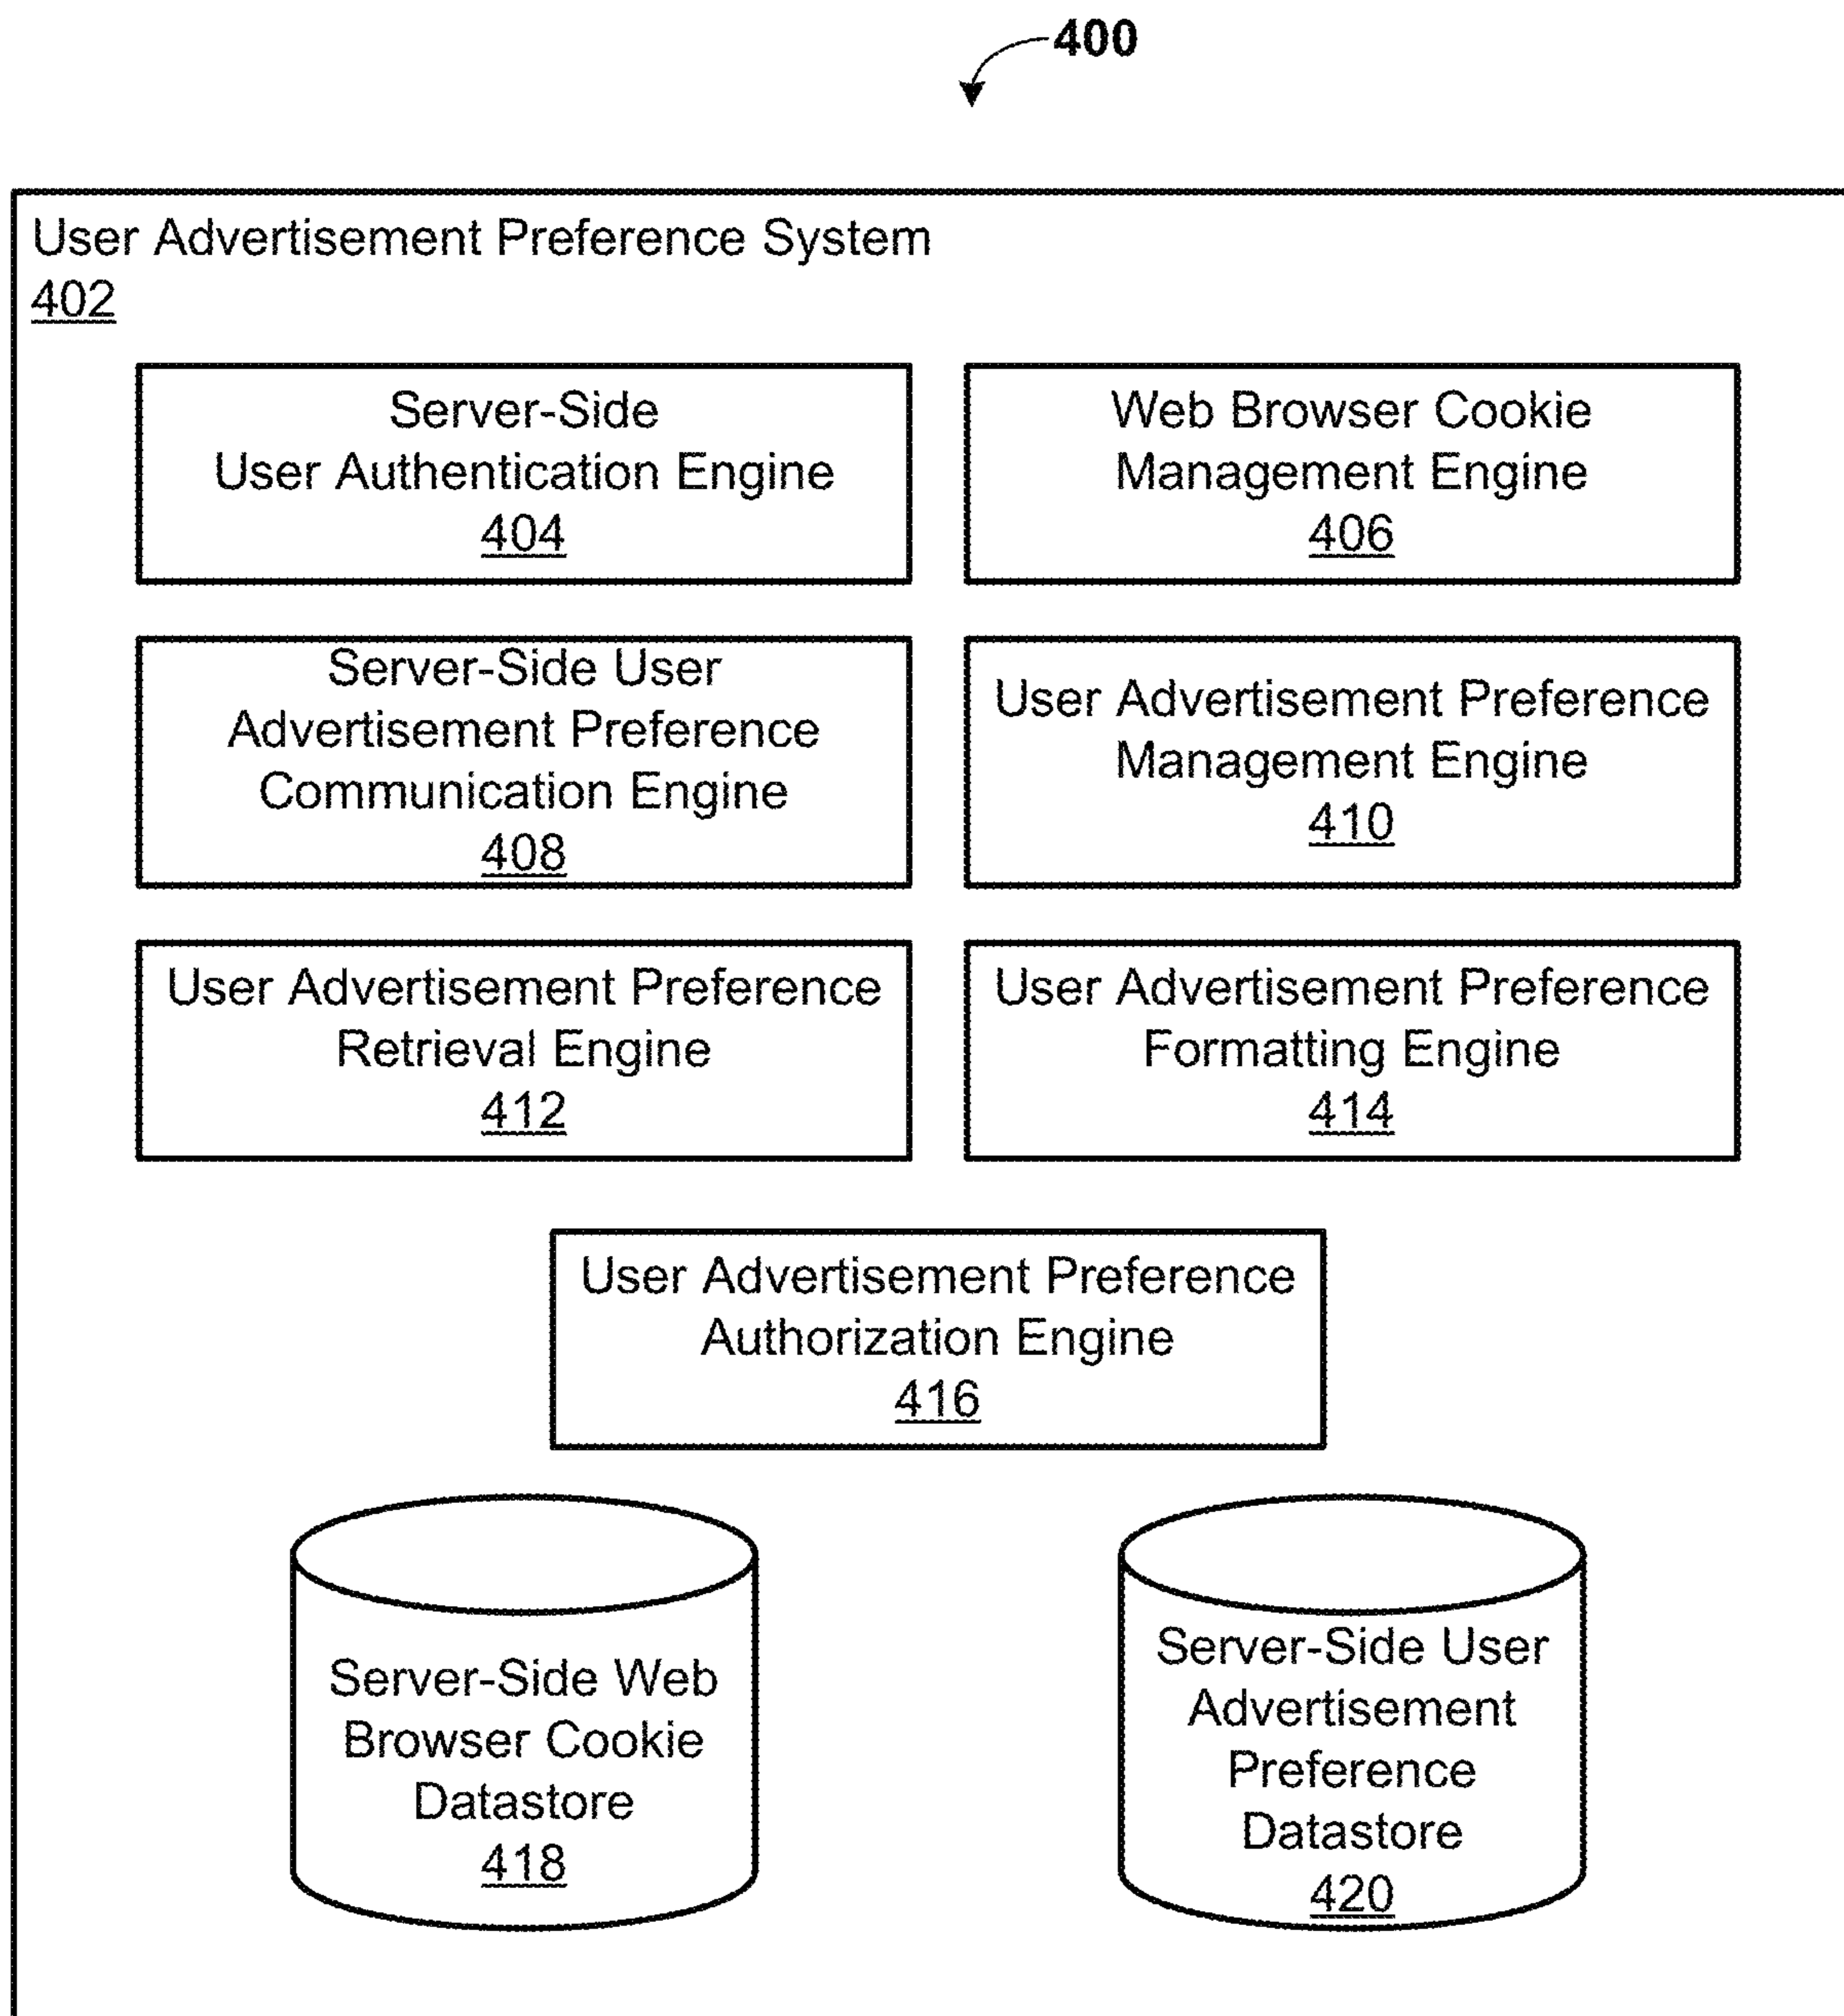 400
User Advertisement Preference System
402
Server-Side
User Authentication Engine
404
Web Browser Cookie
Management Engine
406
Server-Side User
Advertisement Preference
Communication Engine
408
User Advertisement Preference
Management Engine
410
User Advertisement Preference
Retrieval Engine
412
User Advertisement Preference
Formatting Engine
414
User Advertisement Preference
Authorization Engine
416
Server-Side Web
Browser Cookie
Datastore
418
Server-Side User
Advertisement
Preference
Datastore
420